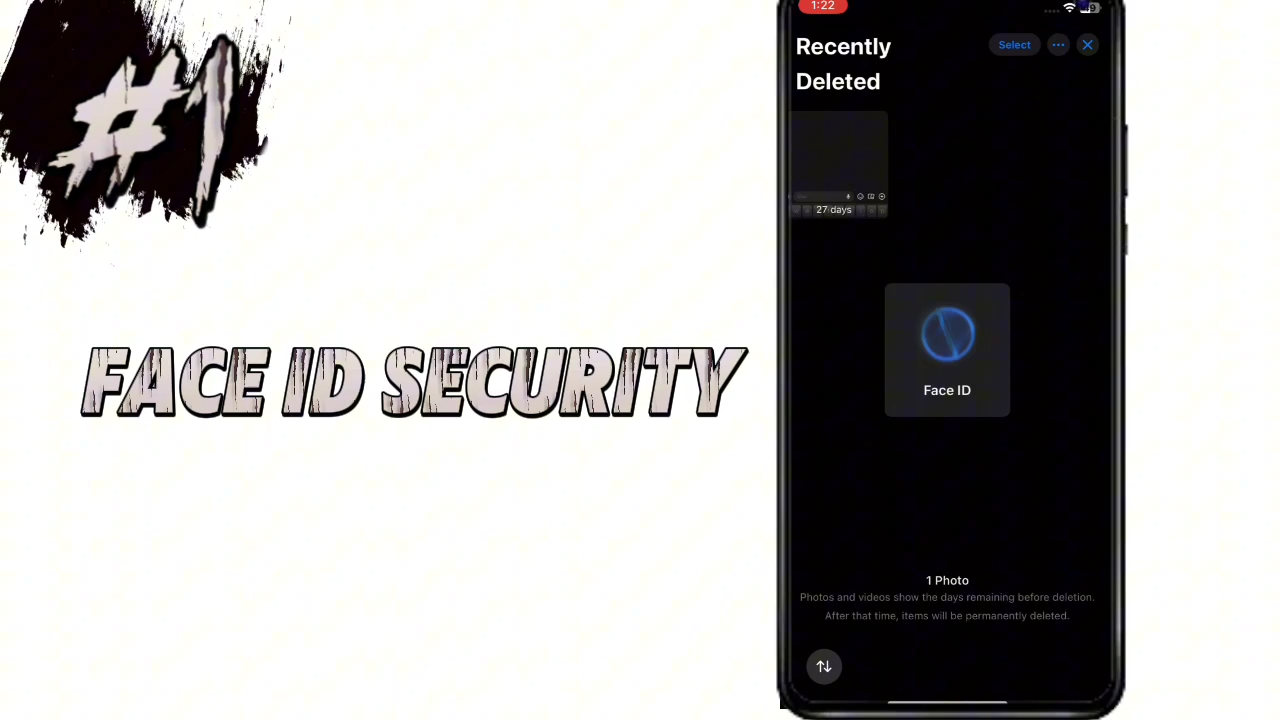 #1
FACE ID SECURITY
1:22
Recently
Deleted
Select
27 days
Face ID
1 Photo
Photos and videos show the days remaining before deletion.
After that time, items will be permanently deleted.